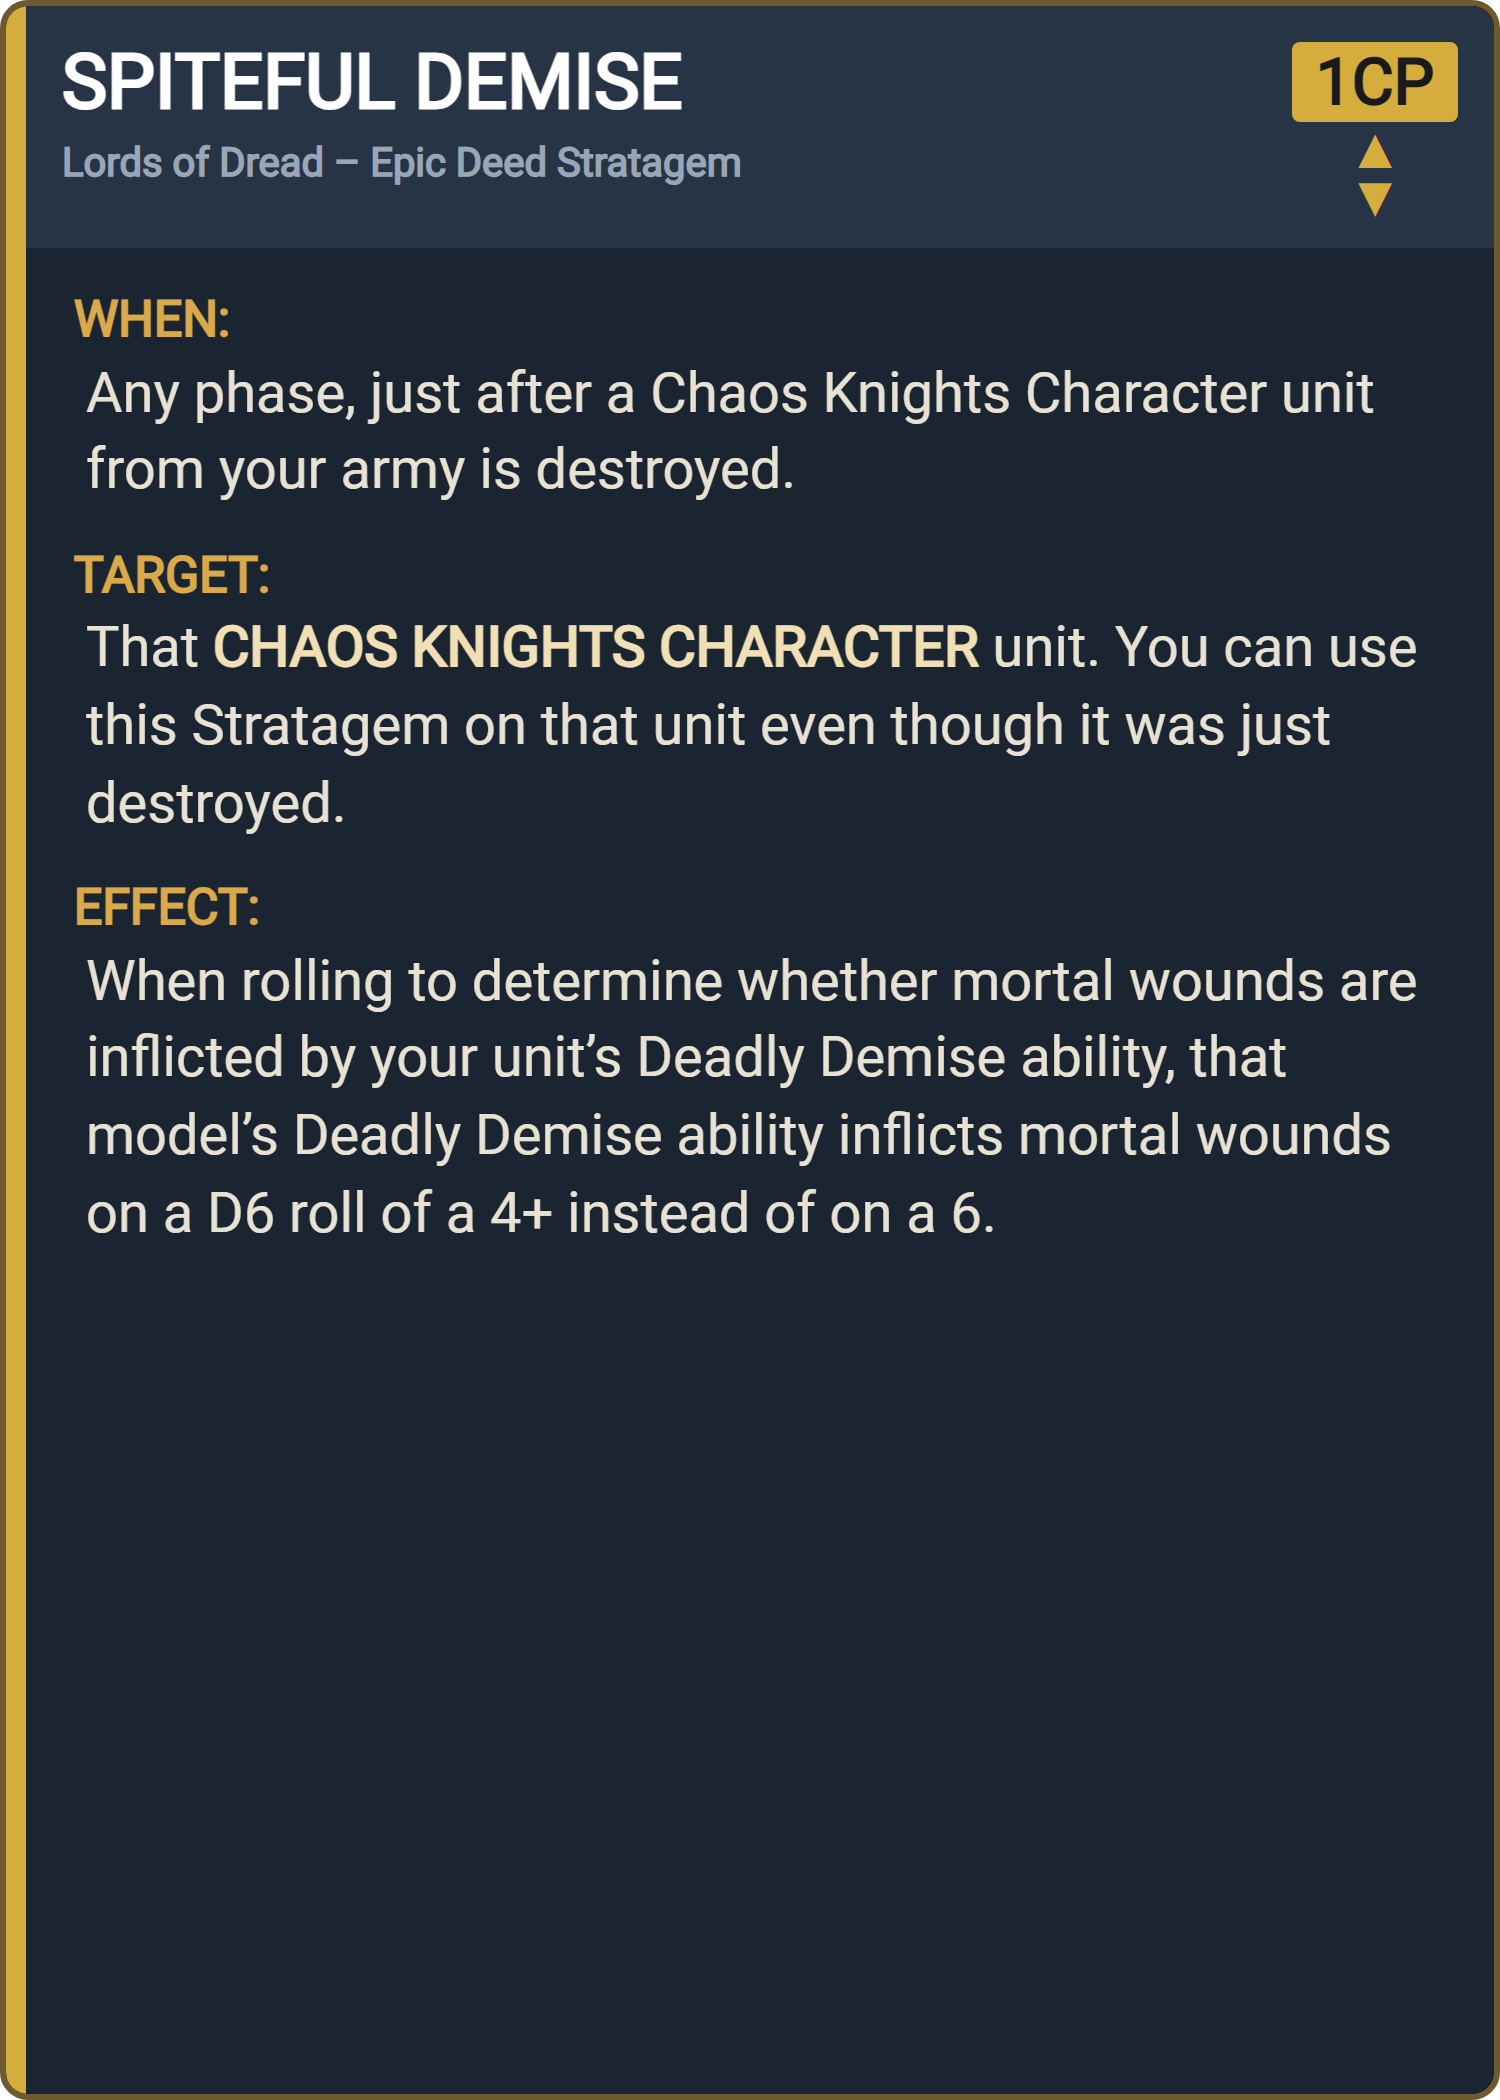 SPITEFUL DEMISE
Lords of Dread – Epic Deed Stratagem
1CP
▲
▼
WHEN:
Any phase, just after a Chaos Knights Character unit
from your army is destroyed.
TARGET:
That CHAOS KNIGHTS CHARACTER unit. You can use
this Stratagem on that unit even though it was just
destroyed.
EFFECT:
When rolling to determine whether mortal wounds are
inflicted by your unit’s Deadly Demise ability, that
model’s Deadly Demise ability inflicts mortal wounds
on a D6 roll of a 4+ instead of on a 6.